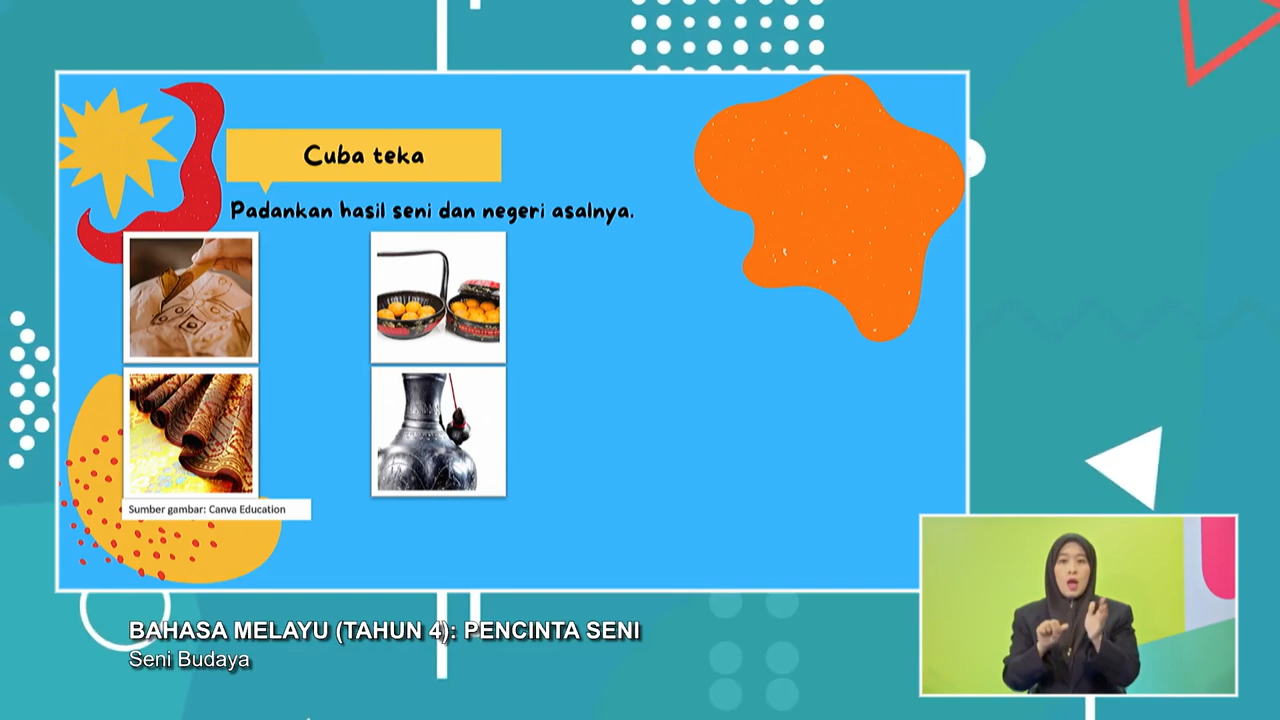 Cuba teka
Padankan hasil seni dan negeri asalnya.
Sumber gambar: Canva Education
BAHASA MELAYU (TAHUN 4): PENCINTA SENI
Seni Budaya